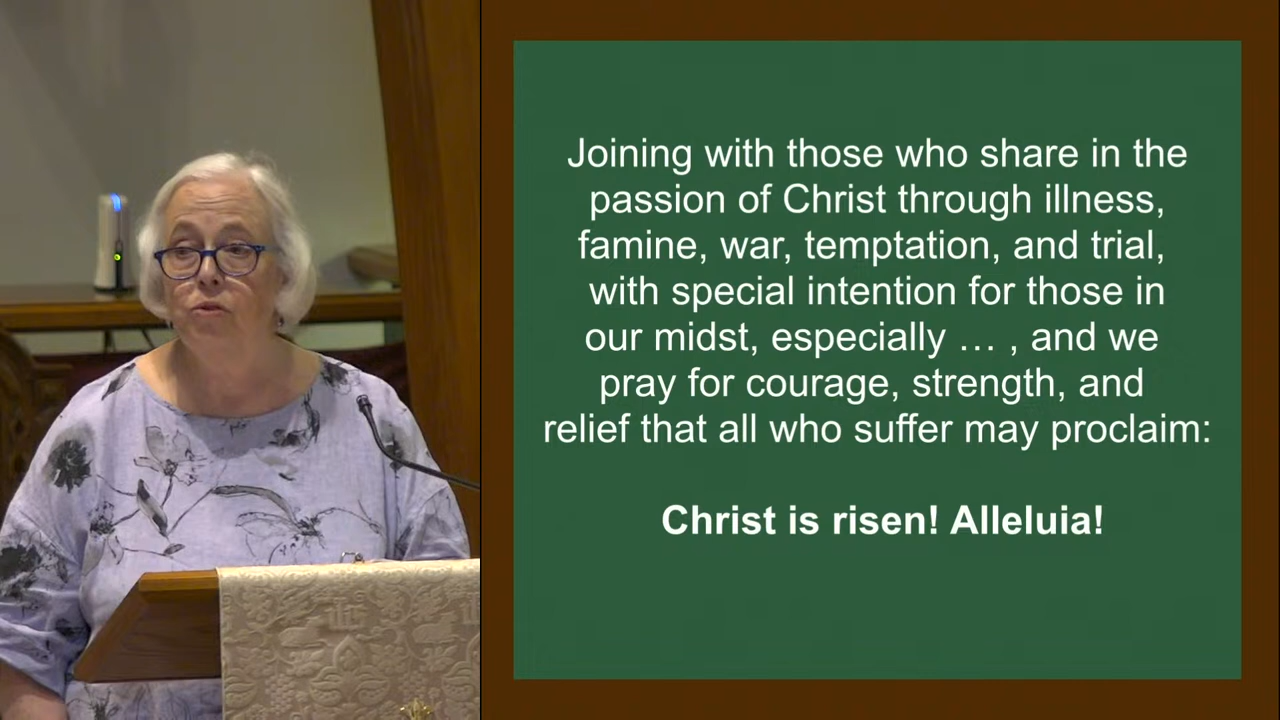 Joining with those who share in the
passion of Christ through illness,
famine, war, temptation, and trial,
with special intention for those in
our midst, especially … , and we
pray for courage, strength, and
relief that all who suffer may proclaim:
Christ is risen! Alleluia!